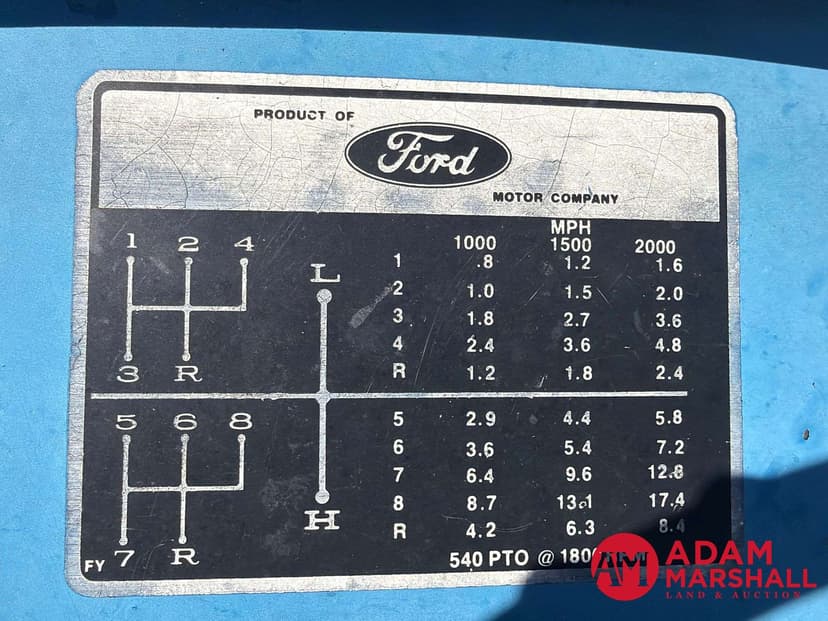 PRODUCT OF
Ford
MOTOR COMPANY
MPH
1000 1500 2000
1 2 4
L
3 R
1 .8 1.2 1.6
2 1.0 1.5 2.0
3 1.8 2.7 3.6
4 2.4 3.6 4.8
R 1.2 1.8 2.4
5 6 8
H
7 R
5 2.9 4.4 5.8
6 3.6 5.4 7.2
7 6.4 9.6 12.8
8 8.7 13.1 17.4
R 4.2 6.3 8.4
FY
540 PTO @
AM ADAM
MARSHALL
LAND & AUCTION